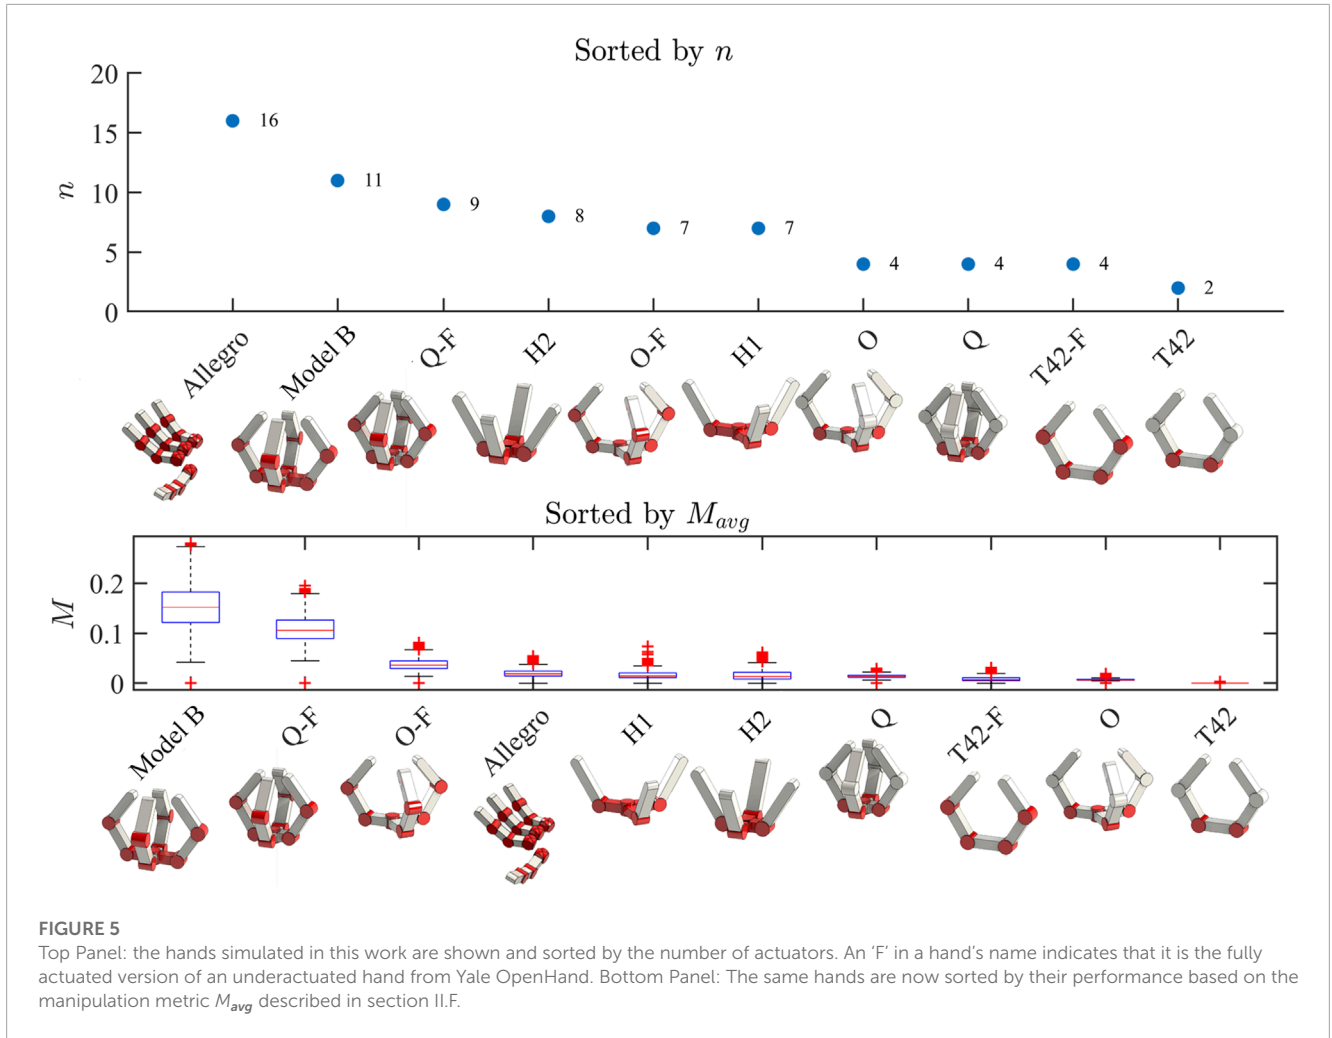 Sorted by n
20
15
10
5
0
n
16
11
9
8
7
7
4
4
4
2
Allegro
Model B
Q-F
H2
O-F
H1
O
Q
T42-F
T42
Sorted by Mavg
0.2
0.1
0
M
Model B
Q-F
O-F
Allegro
H1
H2
Q
T42-F
O
T42
FIGURE 5
Top Panel: the hands simulated in this work are shown and sorted by the number of actuators. An ‘F’ in a hand’s name indicates that it is the fully
actuated version of an underactuated hand from Yale OpenHand. Bottom Panel: The same hands are now sorted by their performance based on the
manipulation metric Mavg described in section II.F.